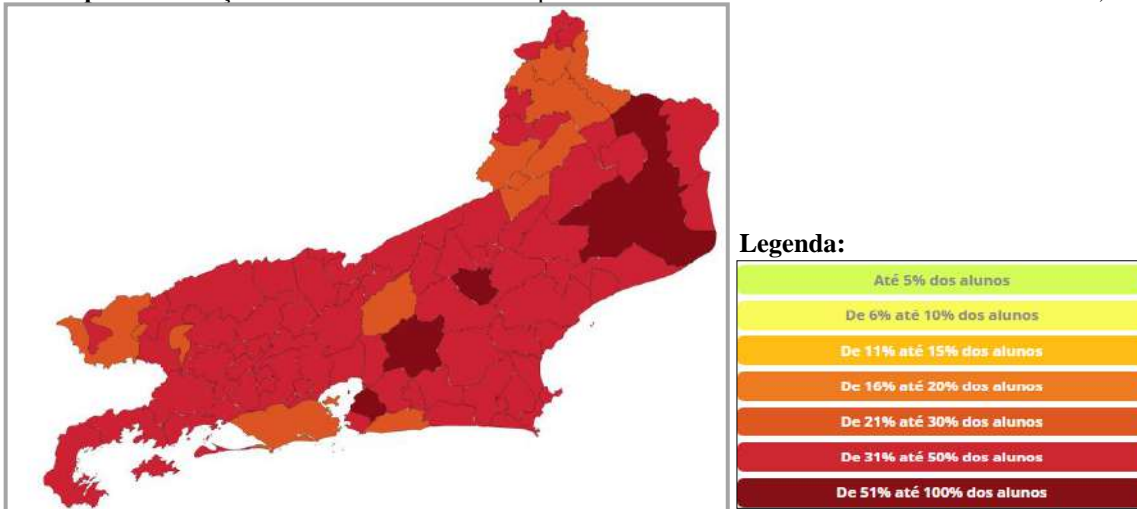 Legenda:
Até 5% dos alunos
De 6% até 10% dos alunos
De 11% até 15% dos alunos
De 16% até 20% dos alunos
De 21% até 30% dos alunos
De 31% até 50% dos alunos
De 51% até 100% dos alunos